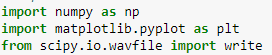 import numpy as np
import matplotlib.pyplot as plt
from scipy.io.wavfile import write